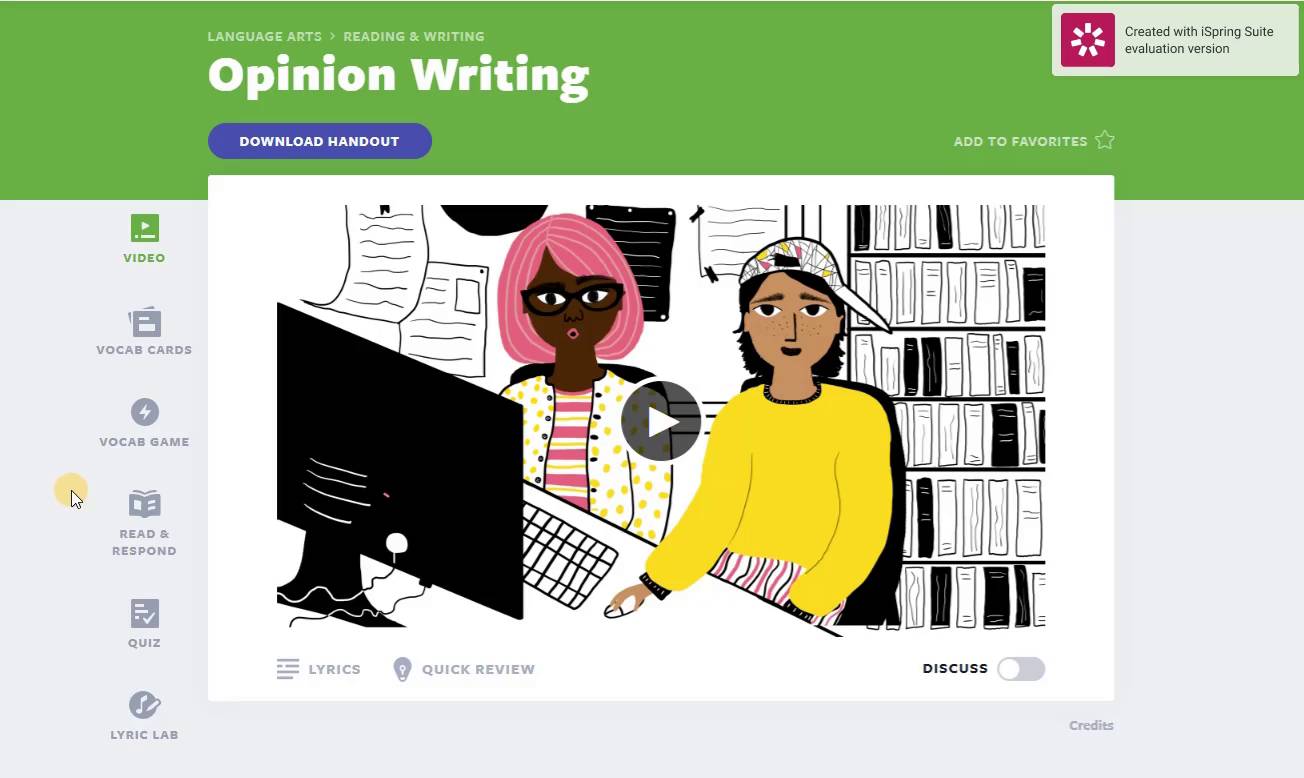 LANGUAGE ARTS > READING & WRITING
Opinion Writing
Created with iSpring Suite
evaluation version
DOWNLOAD HANDOUT
ADD TO FAVORITES
VIDEO
VOCAB CARDS
VOCAB GAME
READ &
RESPOND
QUIZ
LYRIC LAB
LYRICS
QUICK REVIEW
DISCUSS
Credits